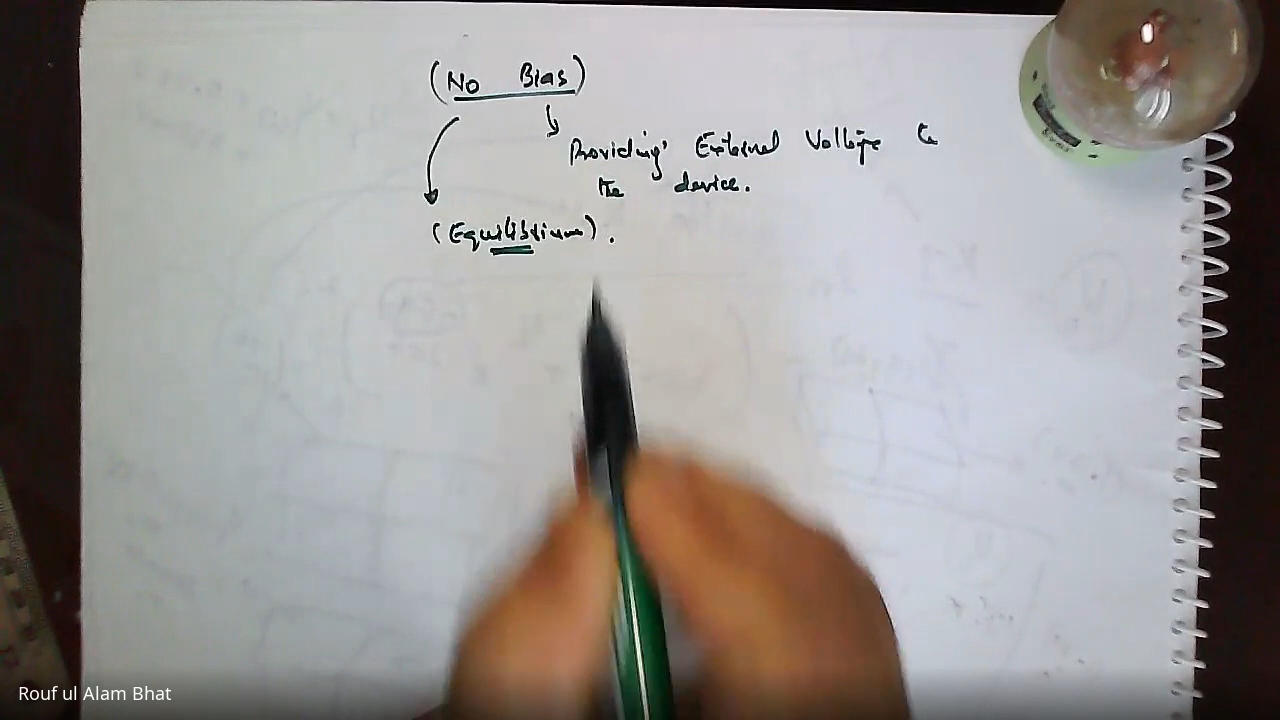 (No Bias)
Providing External Voltage to
the device.
(Equilibrium).
Rouf ul Alam Bhat